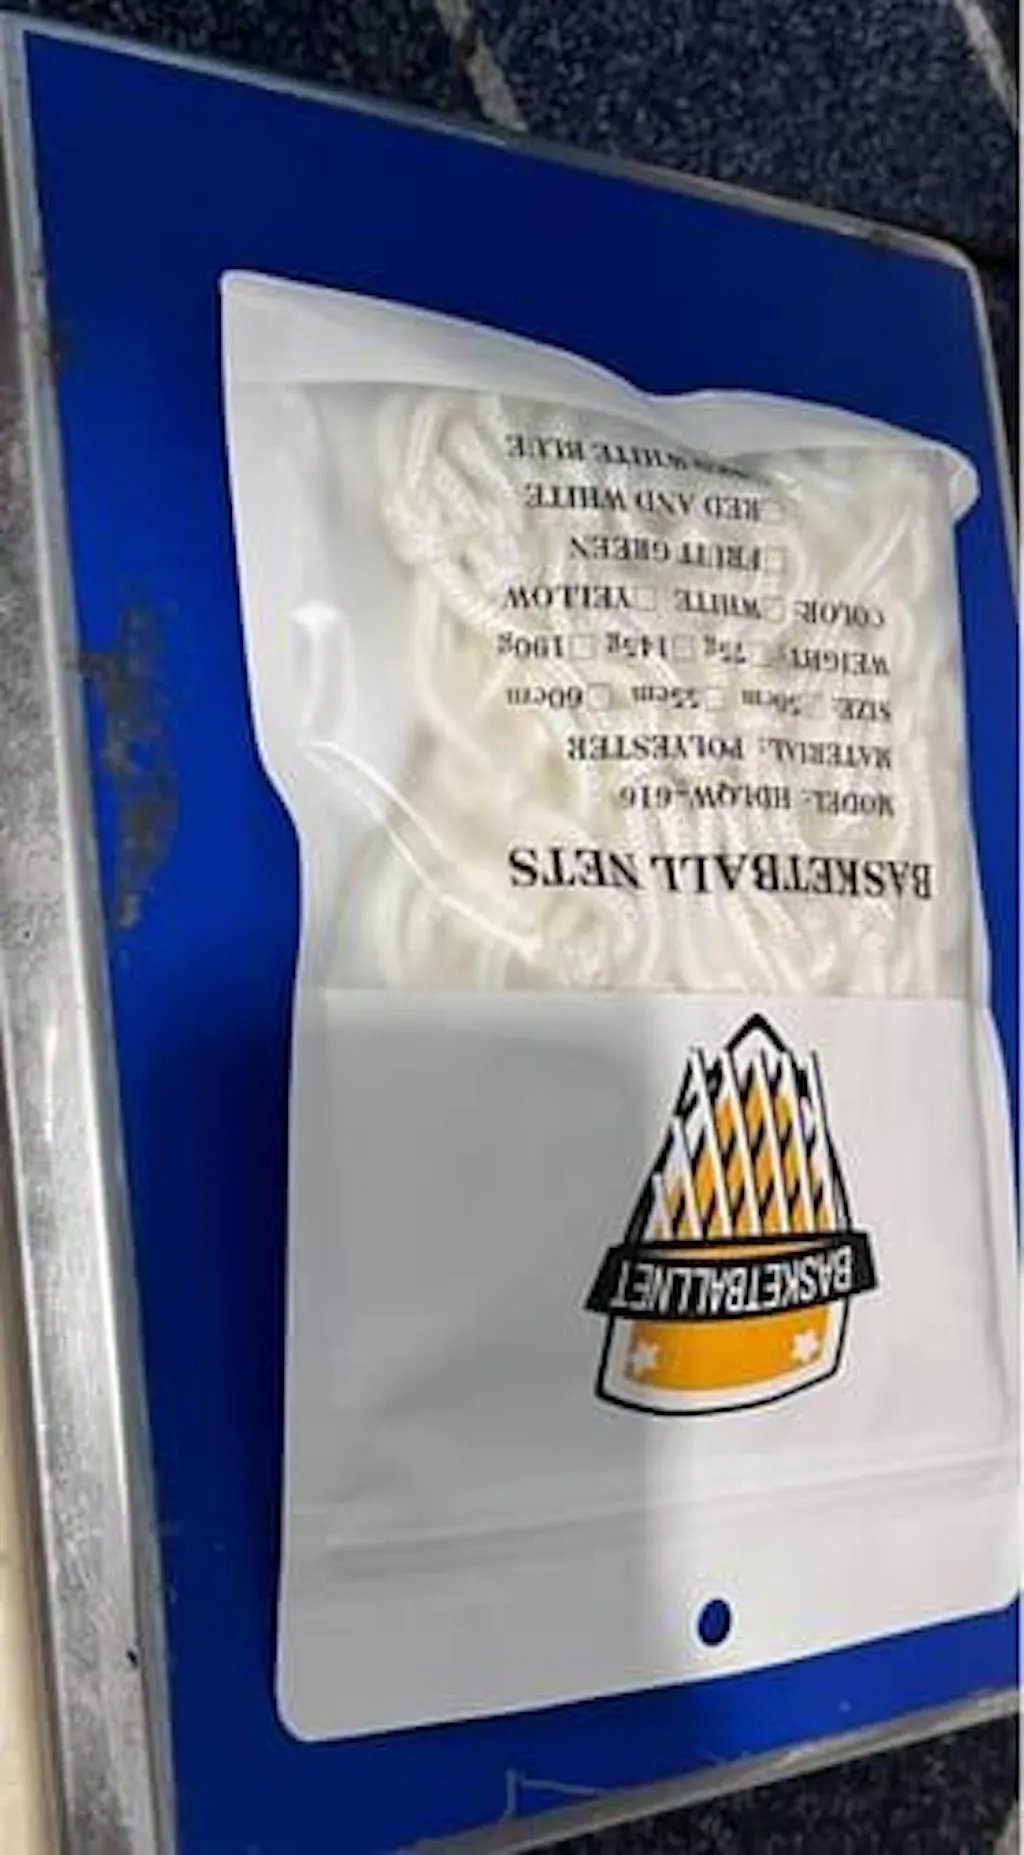 BASKETBALLNET
BASKETBALL NETS
MODEL: HDLQW-616
MATERIAL: POLYESTER
SIZE: □50cm □55cm □60cm
WEIGHT: □75g □145g □190g
COLOR: □WHITE □YELLOW
□FRUIT GREEN
□RED AND WHITE
WHITE BLUE